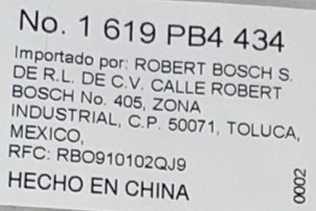 No. 1 619 PB4 434
Importado por: ROBERT BOSCH S.
DE R.L. DE C.V. CALLE ROBERT
BOSCH No. 405, ZONA
INDUSTRIAL, C.P. 50071, TOLUCA,
MEXICO,
RFC: RBO910102QJ9
HECHO EN CHINA
0002